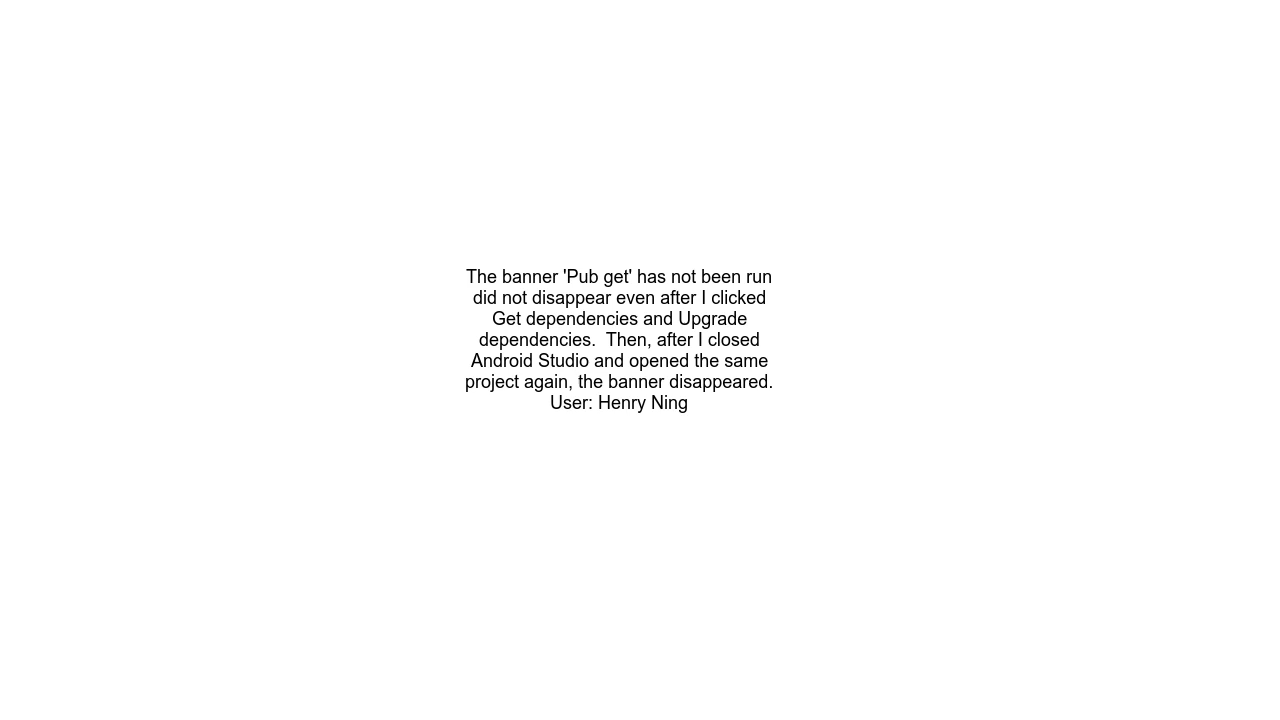 The banner 'Pub get' has not been run
did not disappear even after I clicked
Get dependencies and Upgrade
dependencies.  Then, after I closed
Android Studio and opened the same
project again, the banner disappeared.
User: Henry Ning